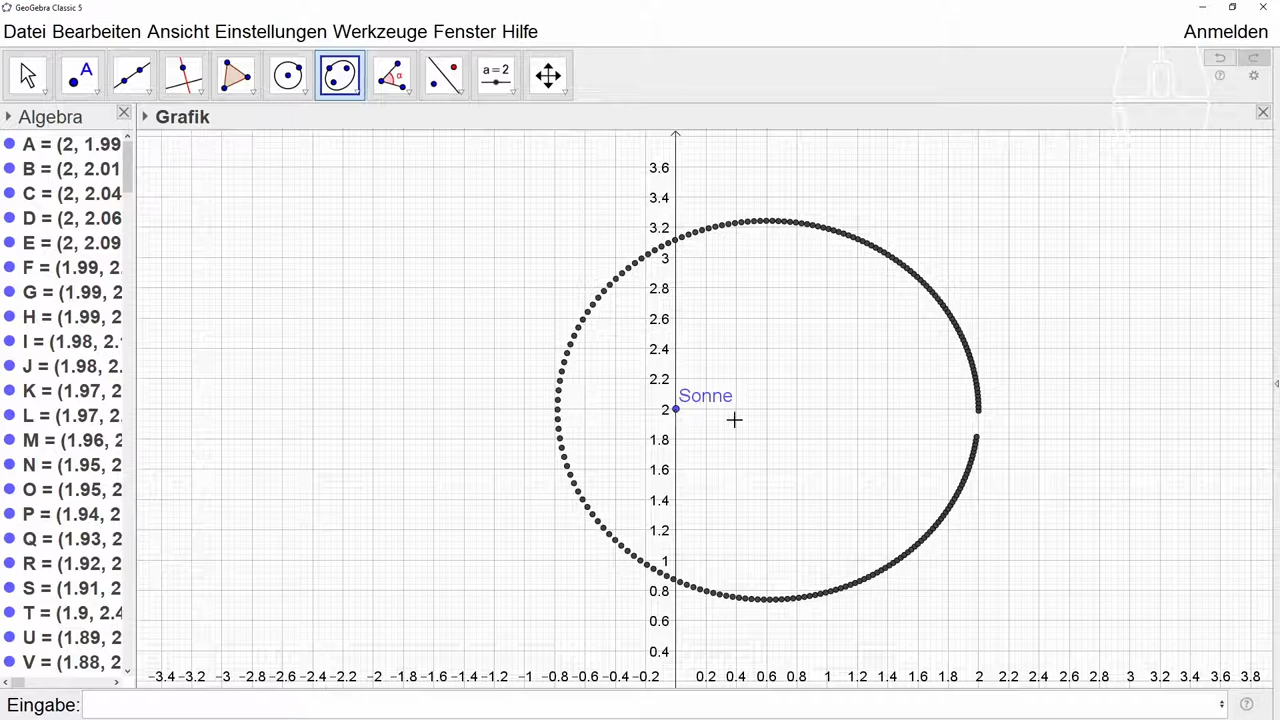 GeoGebra Classic 5
Datei Bearbeiten Ansicht Einstellungen Werkzeuge Fenster Hilfe
Anmelden
A
α
a = 2
Algebra
Grafik
A = (2, 1.99
B = (2, 2.01
C = (2, 2.04
D = (2, 2.06
E = (2, 2.09
F = (1.99, 2.
G = (1.99, 2
H = (1.99, 2
I = (1.98, 2.
J = (1.98, 2.
K = (1.97, 2
L = (1.97, 2
M = (1.96, 2
N = (1.95, 2
O = (1.95, 2
P = (1.94, 2
Q = (1.93, 2
R = (1.92, 2
S = (1.91, 2
T = (1.9, 2.4
U = (1.89, 2
V = (1.88, 2
3.6
3.4
3.2
3
2.8
2.6
2.4
2.2
Sonne
2
1.8
1.6
1.4
1.2
1
0.8
0.6
0.4
−3.4 −3.2 −3 −2.8 −2.6 −2.4 −2.2 −2 −1.8 −1.6 −1.4 −1.2 −1 −0.8 −0.6 −0.4 −0.2 0.2 0.4 0.6 0.8 1 1.2 1.4 1.6 1.8 2 2.2 2.4 2.6 2.8 3 3.2 3.4 3.6 3.8
Eingabe: